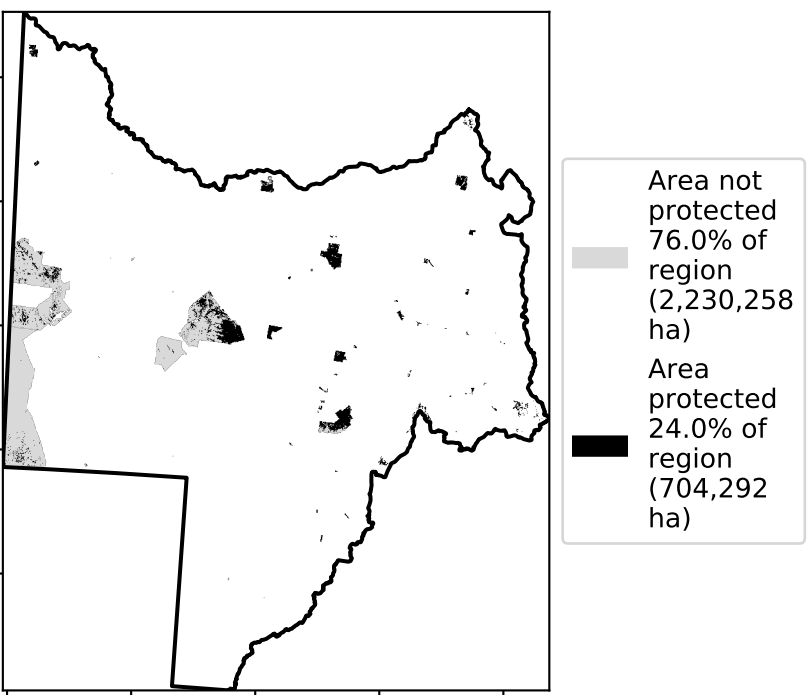 Area not
protected
76.0% of
region
(2,230,258
ha)
Area
protected
24.0% of
region
(704,292
ha)